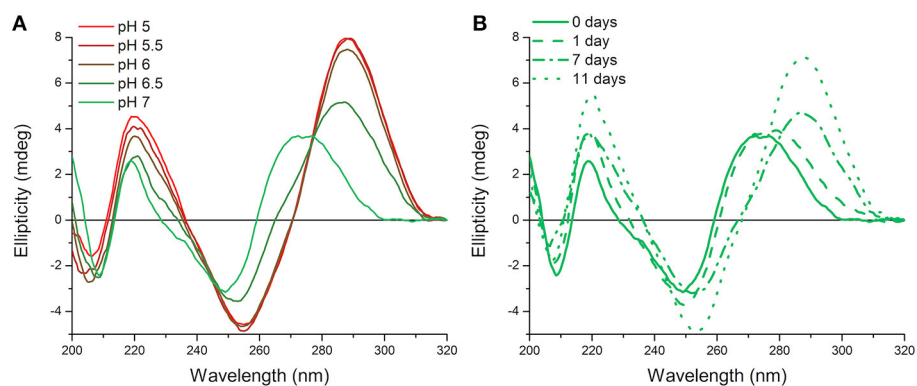 A
pH 5
pH 5.5
pH 6
pH 6.5
pH 7
8
6
4
2
0
-2
-4
Ellipticity (mdeg)
200 220 240 260 280 300 320
Wavelength (nm)
B
0 days
1 day
7 days
11 days
8
6
4
2
0
-2
-4
Ellipticity (mdeg)
200 220 240 260 280 300 320
Wavelength (nm)